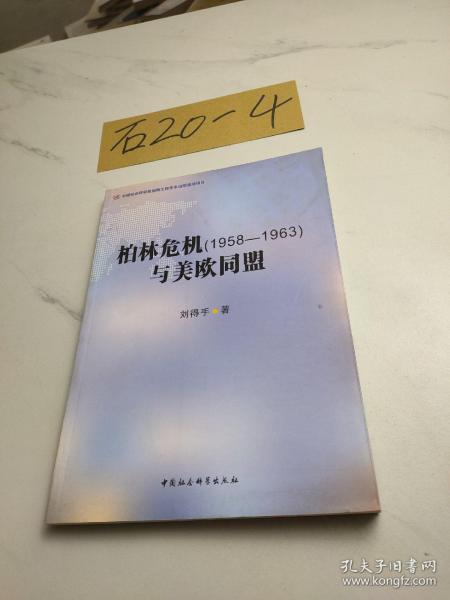 石20-4
柏林危机(1958—1963)
与美欧同盟
刘得手 著
中国社会科学出版社
孔夫子旧书网
www.kongfz.com